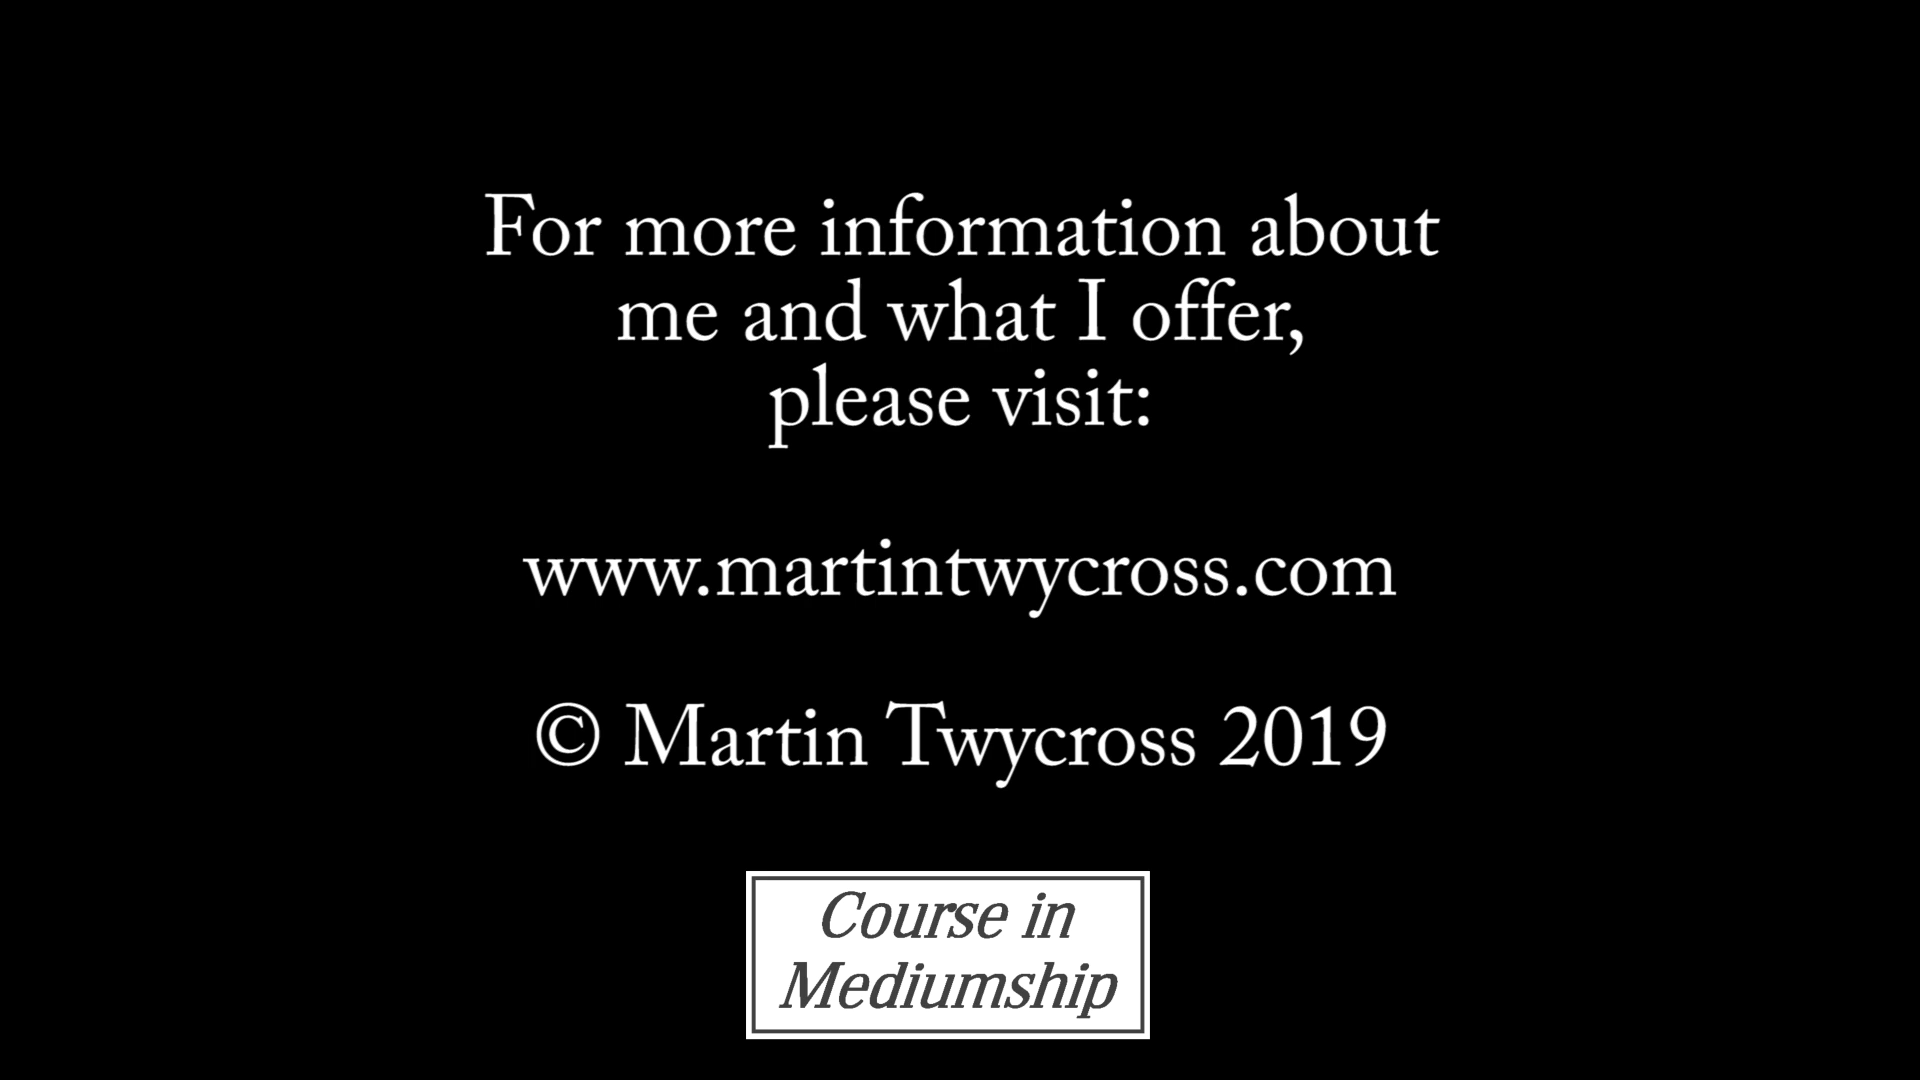 For more information about
me and what I offer,
please visit:
www.martintwycross.com
© Martin Twycross 2019
Course in
Mediumship